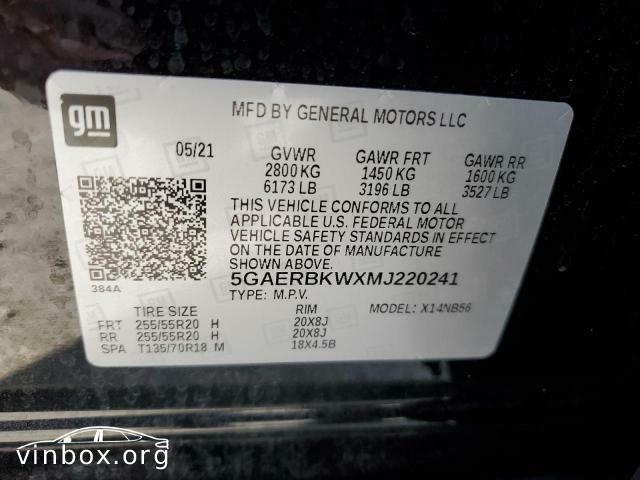 gm
MFD BY GENERAL MOTORS LLC
05/21
GVWR GAWR FRT GAWR RR
2800 KG 1450 KG 1600 KG
6173 LB 3196 LB 3527 LB
THIS VEHICLE CONFORMS TO ALL
APPLICABLE U.S. FEDERAL MOTOR
VEHICLE SAFETY STANDARDS IN EFFECT
ON THE DATE OF MANUFACTURE
SHOWN ABOVE.
384A
5GAERBKWXMJ220241
TYPE: M.P.V. MODEL: X14NB56
TIRE SIZE RIM
FRT 255/55R20 H 20X8J
RR 255/55R20 H 20X8J
SPA T135/70R18 M 18X4.5B
vinbox.org